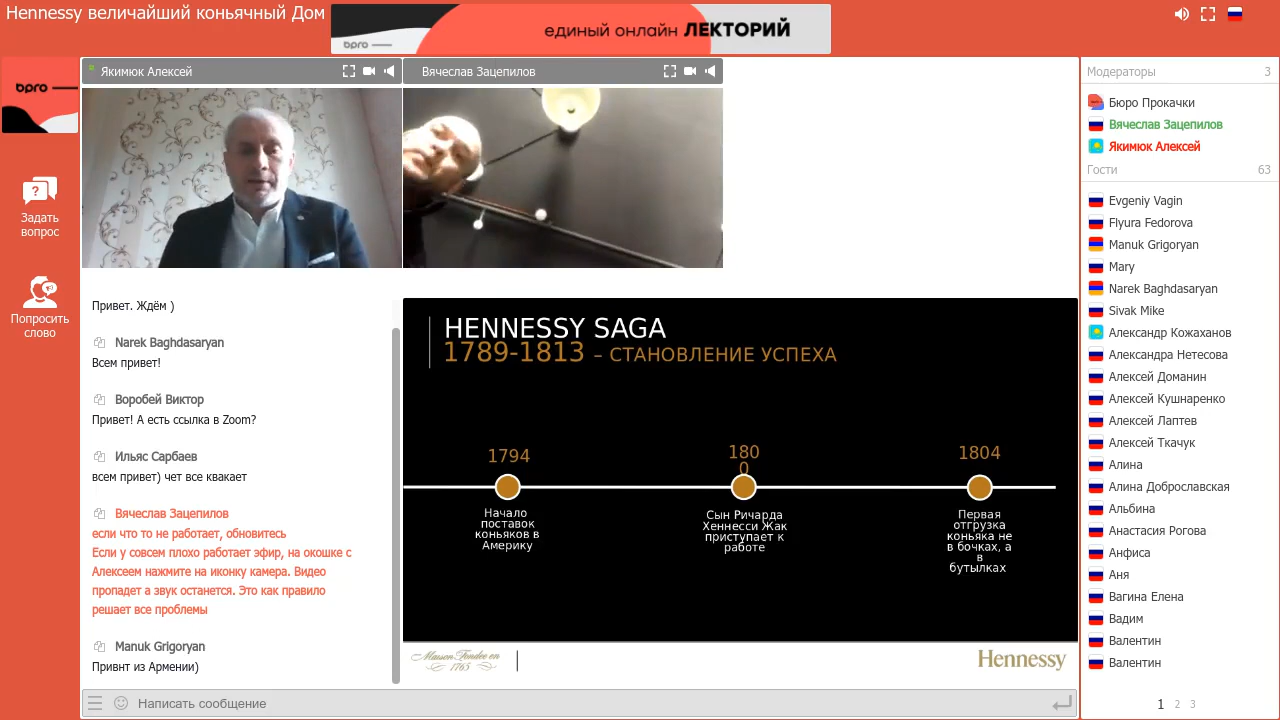 Hennessy величайший коньячный Дом
bpro
единый онлайн ЛЕКТОРИЙ
bpro
Задать
вопрос
Попросить
слово
Якимюк Алексей
Вячеслав Зацепилов
Привет. Ждём )
Narek Baghdasaryan
Всем привет!
Воробей Виктор
Привет! А есть ссылка в Zoom?
Ильяс Сарбаев
всем привет) чет все квакает
Вячеслав Зацепилов
если что то не работает, обновитесь
Если у совсем плохо работает эфир, на окошке с
Алексеем нажмите на иконку камера. Видео
пропадет а звук останется. Это как правило
решает все проблемы
Manuk Grigoryan
Привнт из Армении)
HENNESSY SAGA
1789-1813 – СТАНОВЛЕНИЕ УСПЕХА
1794
Начало
поставок
коньяков в
Америку
180
0
Сын Ричарда
Хеннесси Жак
приступает к
работе
1804
Первая
отгрузка
коньяка не
в бочках, а
в
бутылках
Maison Fondée en
1765
Hennessy
Написать сообщение
Модераторы 3
Бюро Прокачки
Вячеслав Зацепилов
Якимюк Алексей
Гости 63
Evgeniy Vagin
Flyura Fedorova
Manuk Grigoryan
Mary
Narek Baghdasaryan
Sivak Mike
Александр Кожаханов
Александра Нетесова
Алексей Доманин
Алексей Кушнаренко
Алексей Лаптев
Алексей Ткачук
Алина
Алина Доброславская
Альбина
Анастасия Рогова
Анфиса
Аня
Вагина Елена
Вадим
Валентин
Валентин
1 2 3